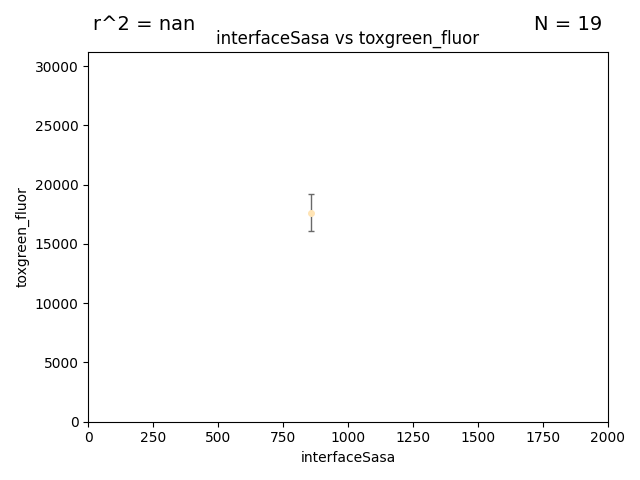 r^2 = nan
N = 19
interfaceSasa vs toxgreen_fluor
30000
25000
20000
15000
10000
5000
0
toxgreen_fluor
0 250 500 750 1000 1250 1500 1750 2000
interfaceSasa